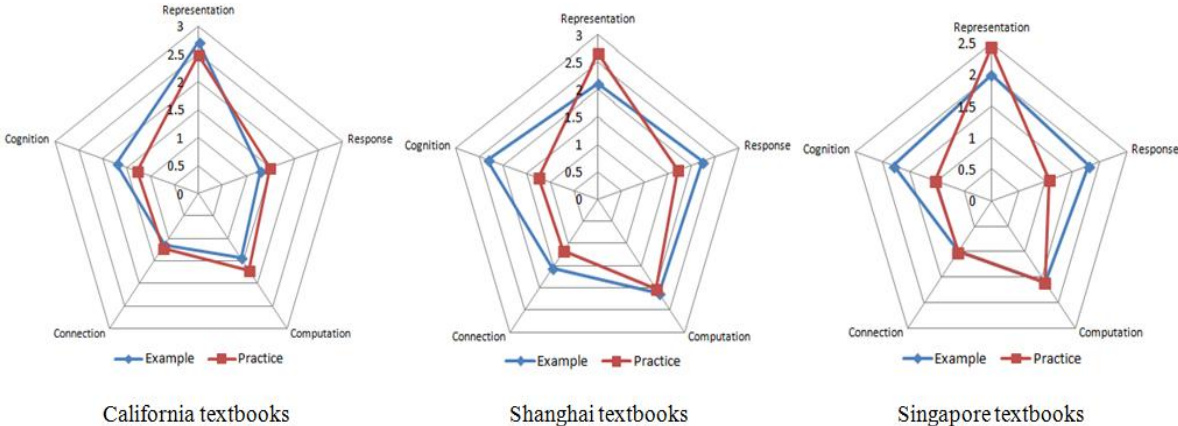 Representation
3
2.5
2
1.5
1
0.5
0
Cognition
Response
Connection
Computation
Example
Practice
California textbooks
Representation
3
2.5
2
1.5
1
0.5
0
Cognition
Response
Connection
Computation
Example
Practice
Shanghai textbooks
Representation
2.5
2
1.5
1
0.5
0
Cognition
Response
Connection
Computation
Example
Practice
Singapore textbooks